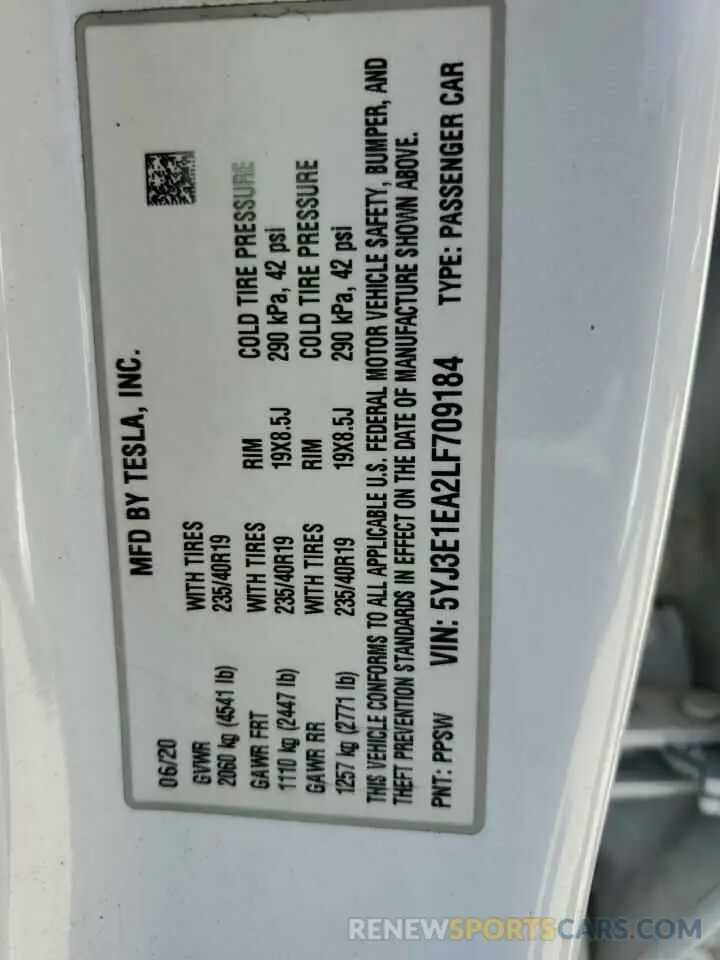 MFD BY TESLA, INC.
06/20
GVWR WITH TIRES
2060 kg (4541 lb) 235/40R19
GAWR FRT WITH TIRES RIM COLD TIRE PRESSURE
1110 kg (2447 lb) 235/40R19 19X8.5J 290 kPa, 42 psi
GAWR RR WITH TIRES RIM COLD TIRE PRESSURE
1257 kg (2771 lb) 235/40R19 19X8.5J 290 kPa, 42 psi
THIS VEHICLE CONFORMS TO ALL APPLICABLE U.S. FEDERAL MOTOR VEHICLE SAFETY, BUMPER, AND
THEFT PREVENTION STANDARDS IN EFFECT ON THE DATE OF MANUFACTURE SHOWN ABOVE.
PNT: PPSW VIN: 5YJ3E1EA2LF709184 TYPE: PASSENGER CAR
RENEWSPORTSCARS.COM